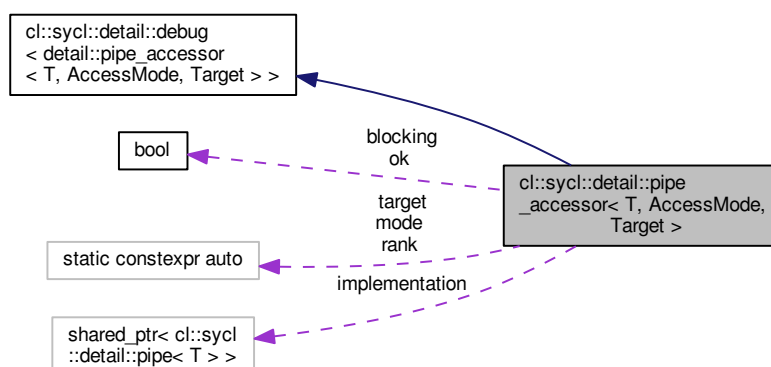 cl::sycl::detail::debug
< detail::pipe_accessor
< T, AccessMode, Target > >
bool
blocking
ok
cl::sycl::detail::pipe
_accessor< T, AccessMode,
Target >
target
mode
rank
static constexpr auto
implementation
shared_ptr< cl::sycl
::detail::pipe< T > >